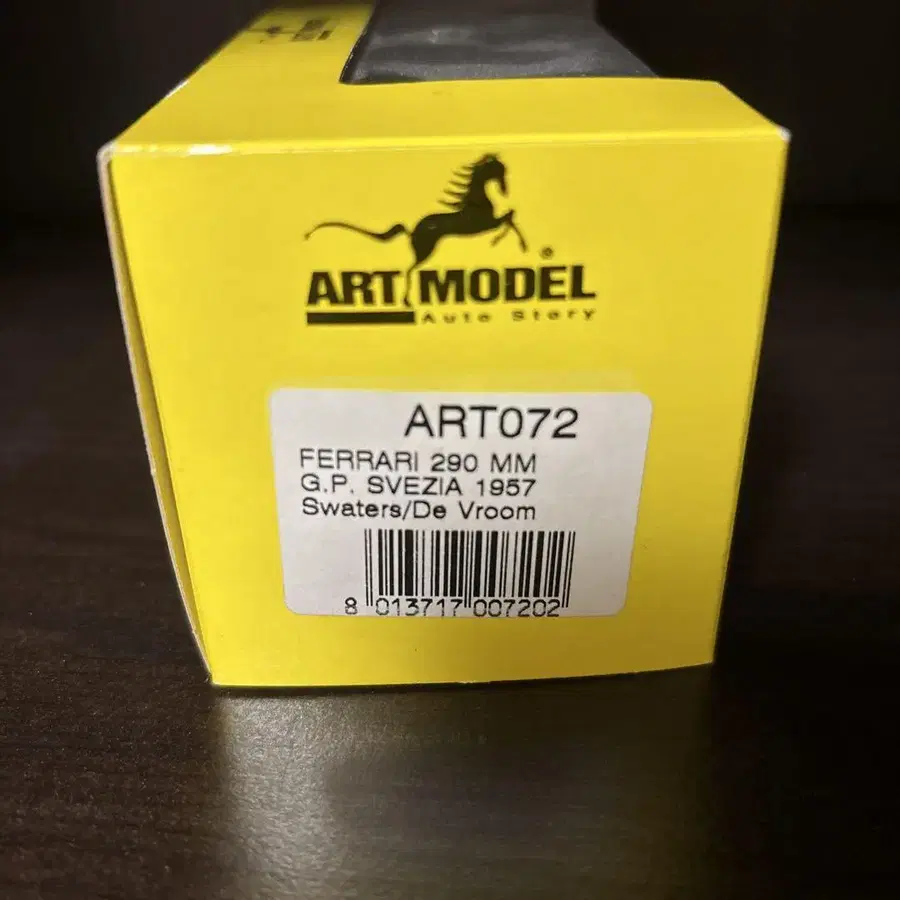 ART MODEL ®
Auto Story
ART072
FERRARI 290 MM
G.P. SVEZIA 1957
Swaters/De Vroom
8 013717 007202